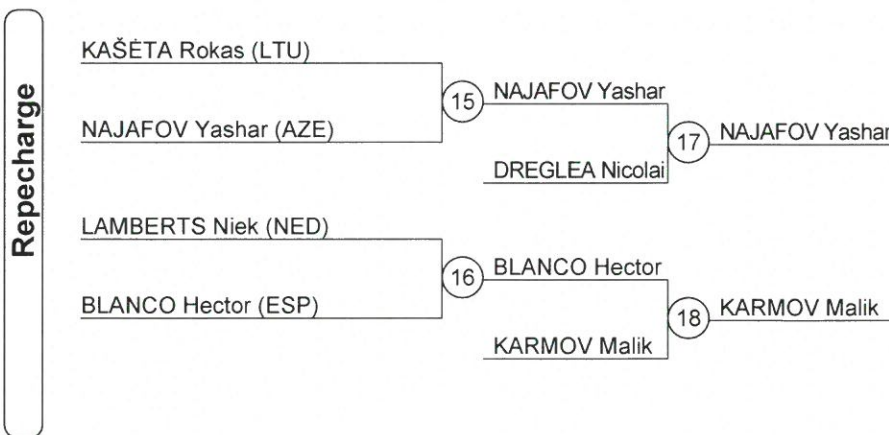 Repechage
KAŠĖTA Rokas (LTU)
NAJAFOV Yashar (AZE)
15
NAJAFOV Yashar
DREGLEA Nicolai
17
NAJAFOV Yashar
LAMBERTS Niek (NED)
BLANCO Hector (ESP)
16
BLANCO Hector
KARMOV Malik
18
KARMOV Malik